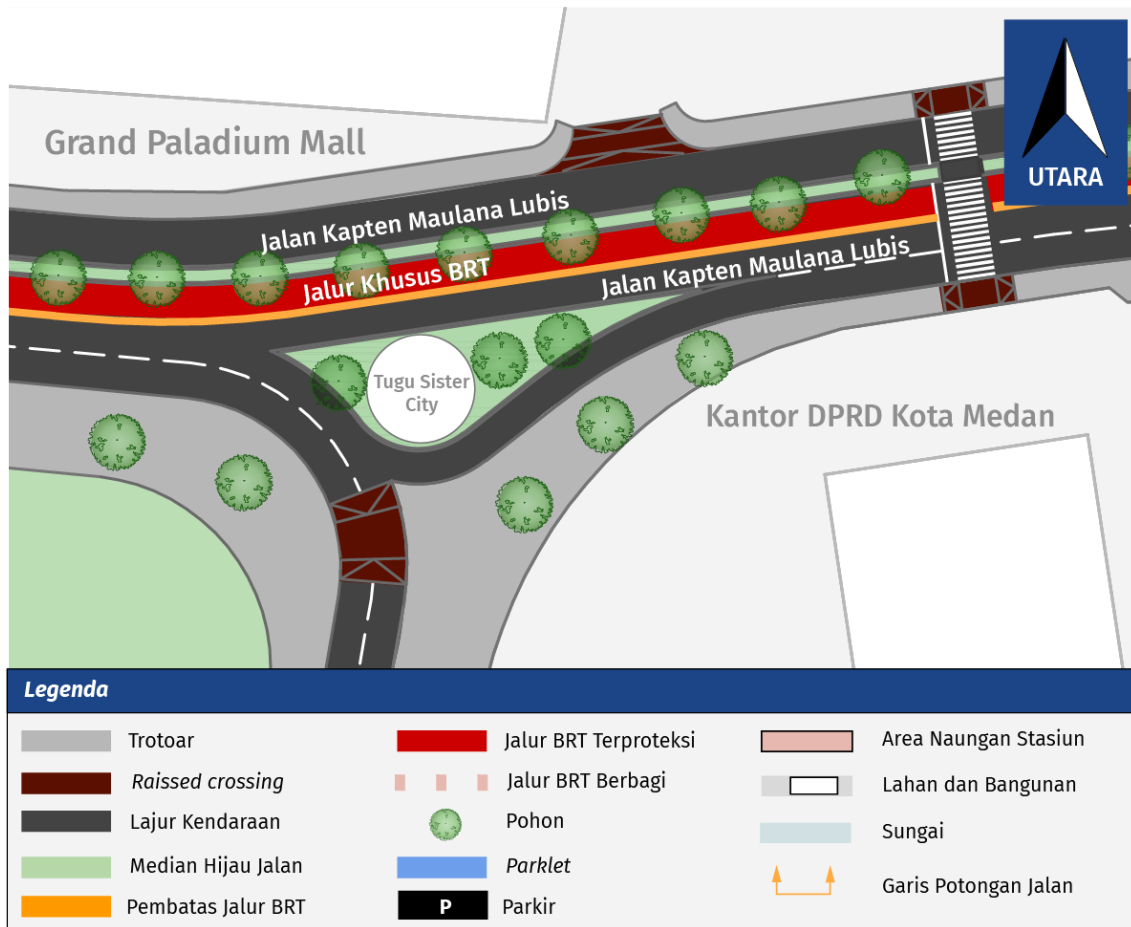 Grand Paladium Mall
UTARA
Jalan Kapten Maulana Lubis
Jalur Khusus BRT
Jalan Kapten Maulana Lubis
Tugu Sister
City
Kantor DPRD Kota Medan
Legenda
Trotoar
Raissed crossing
Lajur Kendaraan
Median Hijau Jalan
Pembatas Jalur BRT
Jalur BRT Terproteksi
Jalur BRT Berbagi
Pohon
Parklet
P
Parkir
Area Naungan Stasiun
Lahan dan Bangunan
Sungai
Garis Potongan Jalan